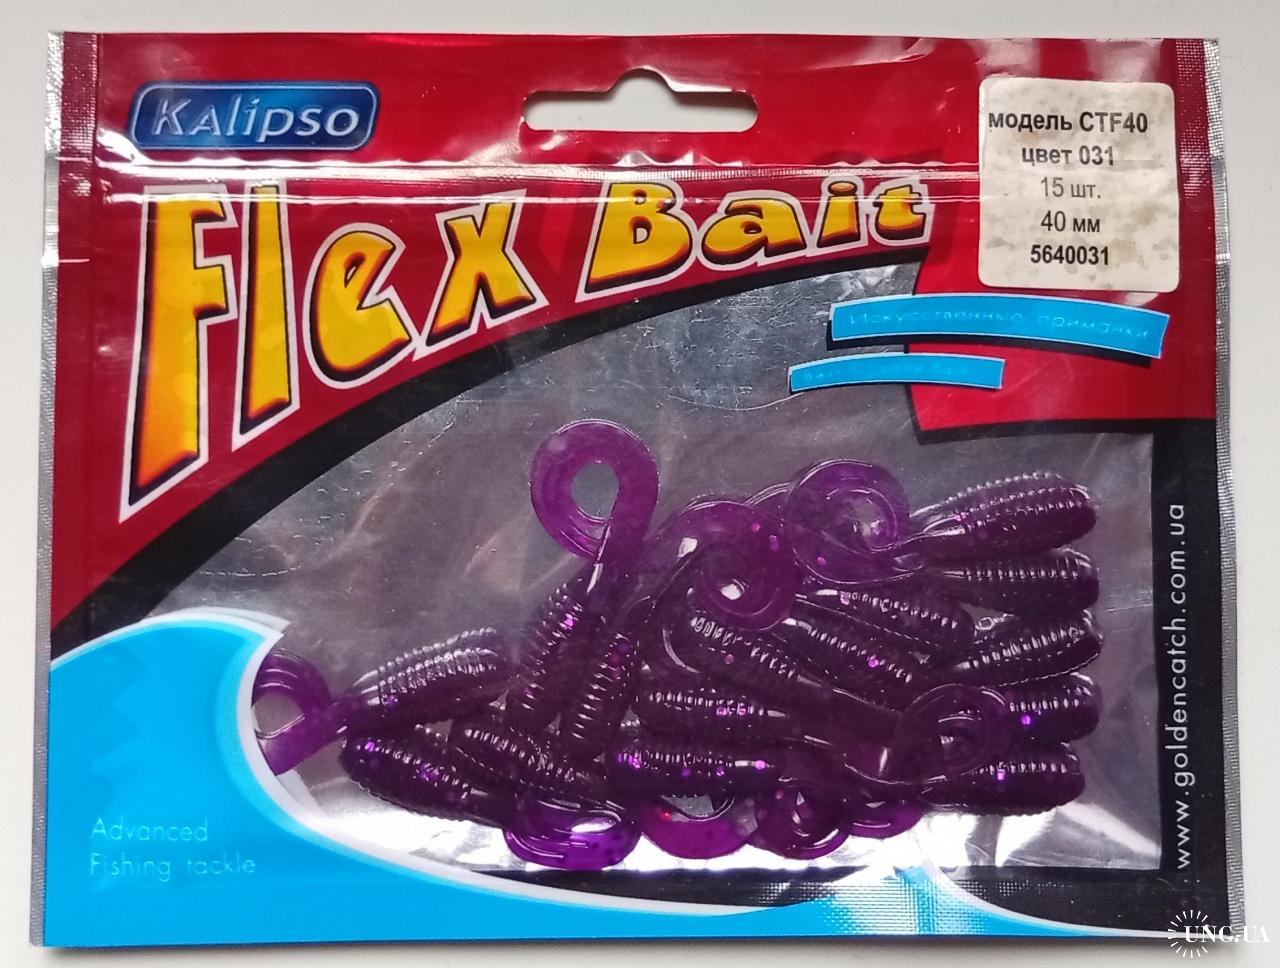 Kalipso
Flex Bait
модель CTF40
цвет 031
15 шт.
40 мм
5640031
Искусственные приманки
www.goldencatch.com.ua
Advanced
Fishing tackle
UNC.UA